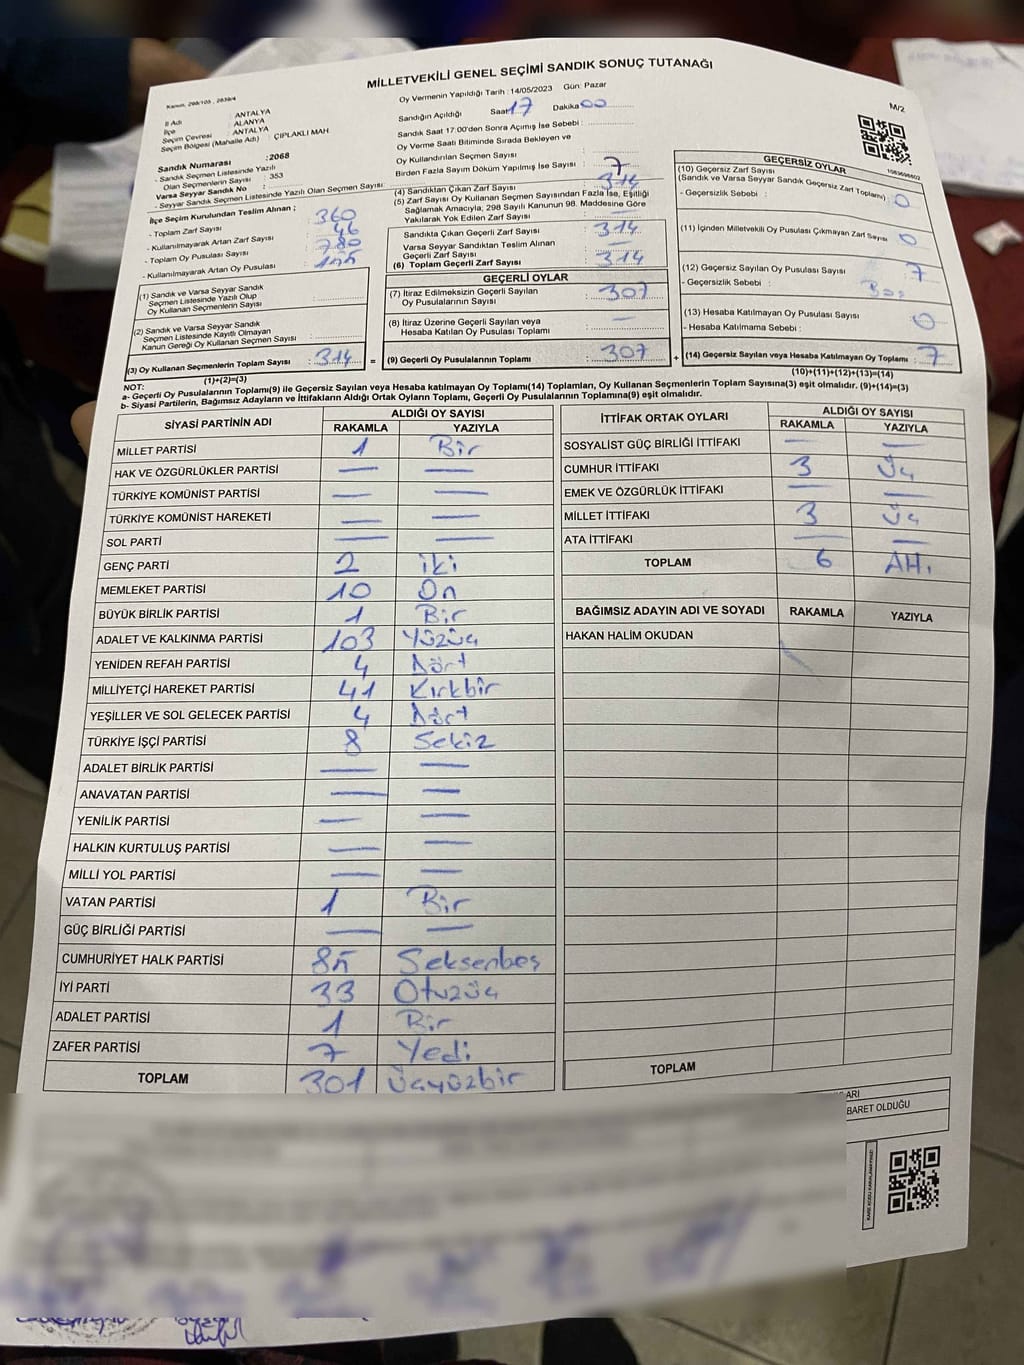 MİLLETVEKİLİ GENEL SEÇİMİ SANDIK SONUÇ TUTANAĞI
Kanun, 298/105 , 2839/4
M/2
Oy Vermenin Yapıldığı Tarih : 14/05/2023 Gün: Pazar
İl Adı : ANTALYA
İlçe : ALANYA
Seçim Çevresi : ANTALYA
Seçim Bölgesi (Mahalle Adı) : ÇIPLAKLI MAH
Sandık Numarası :2068
- Sandık Seçmen Listesinde Yazılı Olan Seçmenlerin Sayısı : 353
Varsa Seyyar Sandık No :
- Seyyar Sandık Seçmen Listesinde Yazılı Olan Seçmen Sayısı:
İlçe Seçim Kurulundan Teslim Alınan ;
- Toplam Zarf Sayısı : 360
- Kullanılmayarak Artan Zarf Sayısı : 46
- Toplam Oy Pusulası Sayısı : 780
- Kullanılmayarak Artan Oy Pusulası :
Sandığın Açıldığı Saat 17 Dakika 00
Sandık Saat 17:00'den Sonra Açımış İse Sebebi :
Oy Verme Saati Bitiminde Sırada Bekleyen ve
Oy Kullandırılan Seçmen Sayısı :
Birden Fazla Sayım Döküm Yapılmış İse Sayısı : 7
(4) Sandıktan Çıkan Zarf Sayısı : 314
(5) Zarf Sayısı Oy Kullanan Seçmen Sayısından Fazla İse, Eşitliği
Sağlamak Amacıyla, 298 Sayılı Kanunun 98. Maddesine Göre
Yakılarak Yok Edilen Zarf Sayısı : —
Sandıkta Çıkan Geçerli Zarf Sayısı : 314
Varsa Seyyar Sandıktan Teslim Alınan
Geçerli Zarf Sayısı : —
(6) Toplam Geçerli Zarf Sayısı : 314
GEÇERLİ OYLAR
(7) İtiraz Edilmeksizin Geçerli Sayılan
Oy Pusulalarının Sayısı : 307
(8) İtiraz Üzerine Geçerli Sayılan veya
Hesaba Katılan Oy Pusulası Toplamı : —
(9) Geçerli Oy Pusulalarının Toplamı : 307
GEÇERSİZ OYLAR
1083698602
(10) Geçersiz Zarf Sayısı
(Sandık ve Varsa Seyyar Sandık Geçersiz Zarf Toplamı) : 0
- Geçersizlik Sebebi :
(11) İçinden Milletvekili Oy Pusulası Çıkmayan Zarf Sayısı : 0
(12) Geçersiz Sayılan Oy Pusulası Sayısı : 7
- Geçersizlik Sebebi :
(13) Hesaba Katılmayan Oy Pusulası Sayısı : 0
- Hesaba Katılmama Sebebi :
(14) Geçersiz Sayılan veya Hesaba Katılmayan Oy Toplamı : 7
(10)+(11)+(12)+(13)=(14)
(1) Sandık ve Varsa Seyyar Sandık
Seçmen Listesinde Yazılı Olup
Oy Kullanan Seçmenlerin Sayısı :
(2) Sandık ve Varsa Seyyar Sandık
Seçmen Listesinde Kayıtlı Olmayan
Kanun Gereği Oy Kullanan Seçmen Sayısı :
(3) Oy Kullanan Seçmenlerin Toplam Sayısı : 314 = +
(1)+(2)=(3)
NOT:
a- Geçerli Oy Pusulalarının Toplamı(9) ile Geçersiz Sayılan veya Hesaba katılmayan Oy Toplamı(14) Toplamları, Oy Kullanan Seçmenlerin Toplam Sayısına(3) eşit olmalıdır. (9)+(14)=(3)
b- Siyasi Partilerin, Bağımsız Adayların ve İttifakların Aldığı Ortak Oyların Toplamı, Geçerli Oy Pusulalarının Toplamına(9) eşit olmalıdır.
SİYASİ PARTİNİN ADI ALDIĞI OY SAYISI
RAKAMLA YAZIYLA
MİLLET PARTİSİ 1 Bir
HAK VE ÖZGÜRLÜKLER PARTİSİ — —
TÜRKİYE KOMÜNİST PARTİSİ — —
TÜRKİYE KOMÜNİST HAREKETİ — —
SOL PARTİ — —
GENÇ PARTİ 2 iki
MEMLEKET PARTİSİ 10 On
BÜYÜK BİRLİK PARTİSİ 1 Bir
ADALET VE KALKINMA PARTİSİ 103 Yüzüç
YENİDEN REFAH PARTİSİ 4 Dört
MİLLİYETÇİ HAREKET PARTİSİ 41 Kırkbir
YEŞİLLER VE SOL GELECEK PARTİSİ 4 Dört
TÜRKİYE İŞÇİ PARTİSİ 8 Sekiz
ADALET BİRLİK PARTİSİ — —
ANAVATAN PARTİSİ — —
YENİLİK PARTİSİ — —
HALKIN KURTULUŞ PARTİSİ — —
MİLLİ YOL PARTİSİ — —
VATAN PARTİSİ 1 Bir
GÜÇ BİRLİĞİ PARTİSİ — —
CUMHURİYET HALK PARTİSİ 85 Seksenbeş
İYİ PARTİ 33 Otuzüç
ADALET PARTİSİ 1 Bir
ZAFER PARTİSİ 7 Yedi
TOPLAM 301 Üçyüzbir
İTTİFAK ORTAK OYLARI ALDIĞI OY SAYISI
RAKAMLA YAZIYLA
SOSYALİST GÜÇ BİRLİĞİ İTTİFAKI — —
CUMHUR İTTİFAKI 3 Üç
EMEK VE ÖZGÜRLÜK İTTİFAKI — —
MİLLET İTTİFAKI 3 Üç
ATA İTTİFAKI — —
TOPLAM 6 Altı
BAĞIMSIZ ADAYIN ADI VE SOYADI RAKAMLA YAZIYLA
HAKAN HALİM OKUDAN
TOPLAM
ARI
BARET OLDUĞU